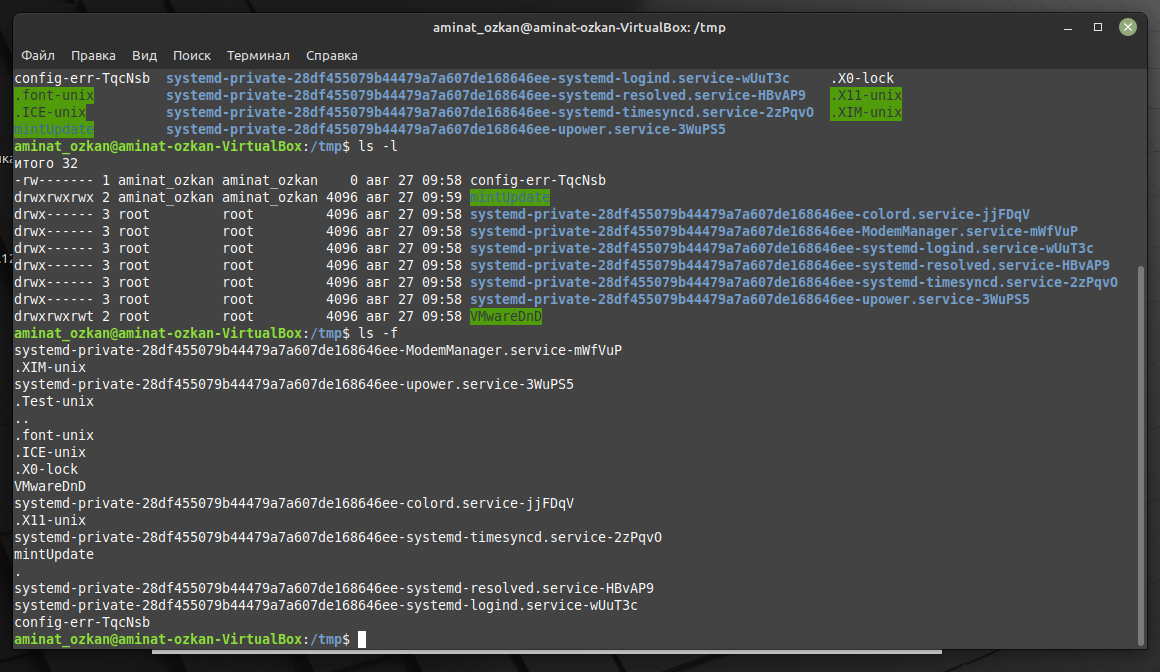 aminat_ozkan@aminat-ozkan-VirtualBox: /tmp
Файл Правка Вид Поиск Терминал Справка
config-err-TqcNsb systemd-private-28df455079b44479a7a607de168646ee-systemd-logind.service-wUuT3c .X0-lock
.font-unix systemd-private-28df455079b44479a7a607de168646ee-systemd-resolved.service-HBvAP9 .X11-unix
.ICE-unix systemd-private-28df455079b44479a7a607de168646ee-systemd-timesyncd.service-2zPqvO .XIM-unix
mintUpdate systemd-private-28df455079b44479a7a607de168646ee-upower.service-3WuPS5
aminat_ozkan@aminat-ozkan-VirtualBox:/tmp$ ls -l
итого 32
-rw------- 1 aminat_ozkan aminat_ozkan 0 авг 27 09:58 config-err-TqcNsb
drwxrwxrwx 2 aminat_ozkan aminat_ozkan 4096 авг 27 09:59 mintUpdate
drwx------ 3 root root 4096 авг 27 09:58 systemd-private-28df455079b44479a7a607de168646ee-colord.service-jjFDqV
drwx------ 3 root root 4096 авг 27 09:58 systemd-private-28df455079b44479a7a607de168646ee-ModemManager.service-mWfVuP
drwx------ 3 root root 4096 авг 27 09:58 systemd-private-28df455079b44479a7a607de168646ee-systemd-logind.service-wUuT3c
drwx------ 3 root root 4096 авг 27 09:58 systemd-private-28df455079b44479a7a607de168646ee-systemd-resolved.service-HBvAP9
drwx------ 3 root root 4096 авг 27 09:58 systemd-private-28df455079b44479a7a607de168646ee-systemd-timesyncd.service-2zPqvO
drwx------ 3 root root 4096 авг 27 09:58 systemd-private-28df455079b44479a7a607de168646ee-upower.service-3WuPS5
drwxrwxrwt 2 root root 4096 авг 27 09:58 VMwareDnD
aminat_ozkan@aminat-ozkan-VirtualBox:/tmp$ ls -f
systemd-private-28df455079b44479a7a607de168646ee-ModemManager.service-mWfVuP
.XIM-unix
systemd-private-28df455079b44479a7a607de168646ee-upower.service-3WuPS5
.Test-unix
..
.font-unix
.ICE-unix
.X0-lock
VMwareDnD
systemd-private-28df455079b44479a7a607de168646ee-colord.service-jjFDqV
.X11-unix
systemd-private-28df455079b44479a7a607de168646ee-systemd-timesyncd.service-2zPqvO
mintUpdate
.
systemd-private-28df455079b44479a7a607de168646ee-systemd-resolved.service-HBvAP9
systemd-private-28df455079b44479a7a607de168646ee-systemd-logind.service-wUuT3c
config-err-TqcNsb
aminat_ozkan@aminat-ozkan-VirtualBox:/tmp$